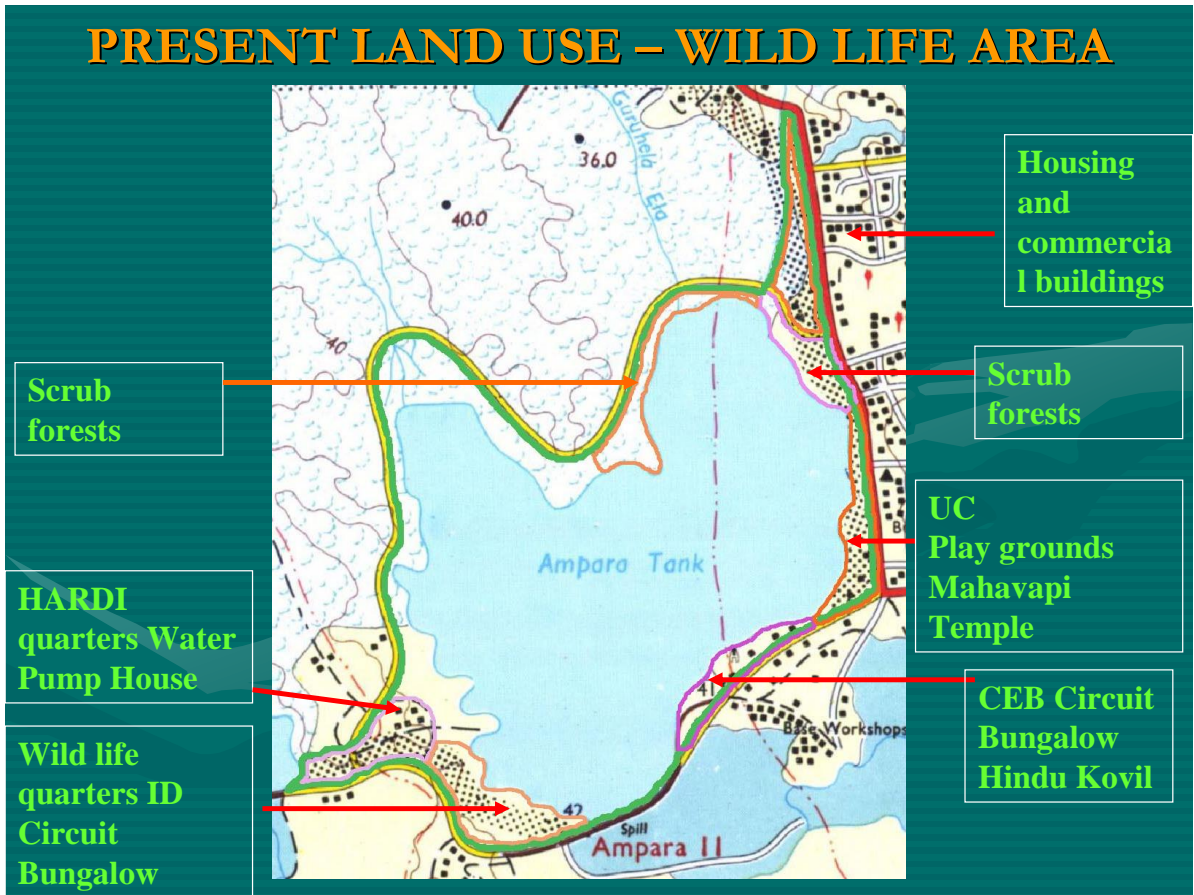 PRESENT LAND USE – WILD LIFE AREA
Guruhela Ela
36.0
40.0
40
Ampara Tank
41
Base Workshops
42
Spill
Ampara II
Housing
and
commercia
l buildings
Scrub
forests
Scrub
forests
UC
Play grounds
Mahavapi
Temple
HARDI
quarters Water
Pump House
CEB Circuit
Bungalow
Hindu Kovil
Wild life
quarters ID
Circuit
Bungalow